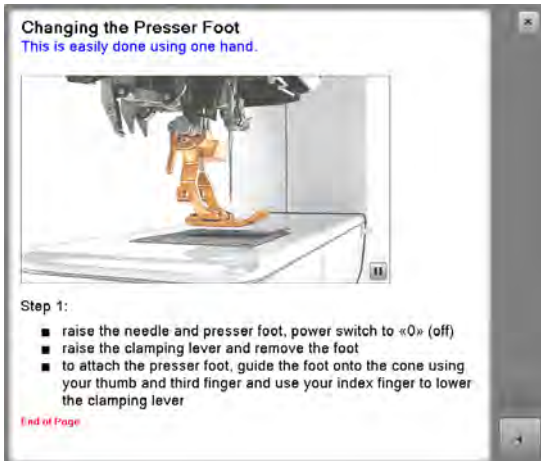 Changing the Presser Foot
This is easily done using one hand.
Step 1:
■ raise the needle and presser foot, power switch to «0» (off)
■ raise the clamping lever and remove the foot
■ to attach the presser foot, guide the foot onto the cone using
your thumb and third finger and use your index finger to lower
the clamping lever
End of Page